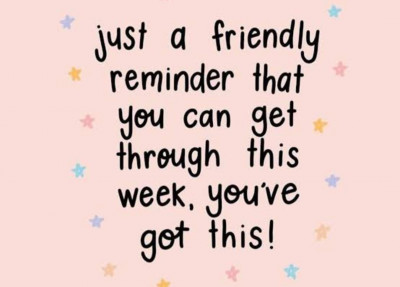 just a friendly
reminder that
you can get
through this
week, you've
got this!